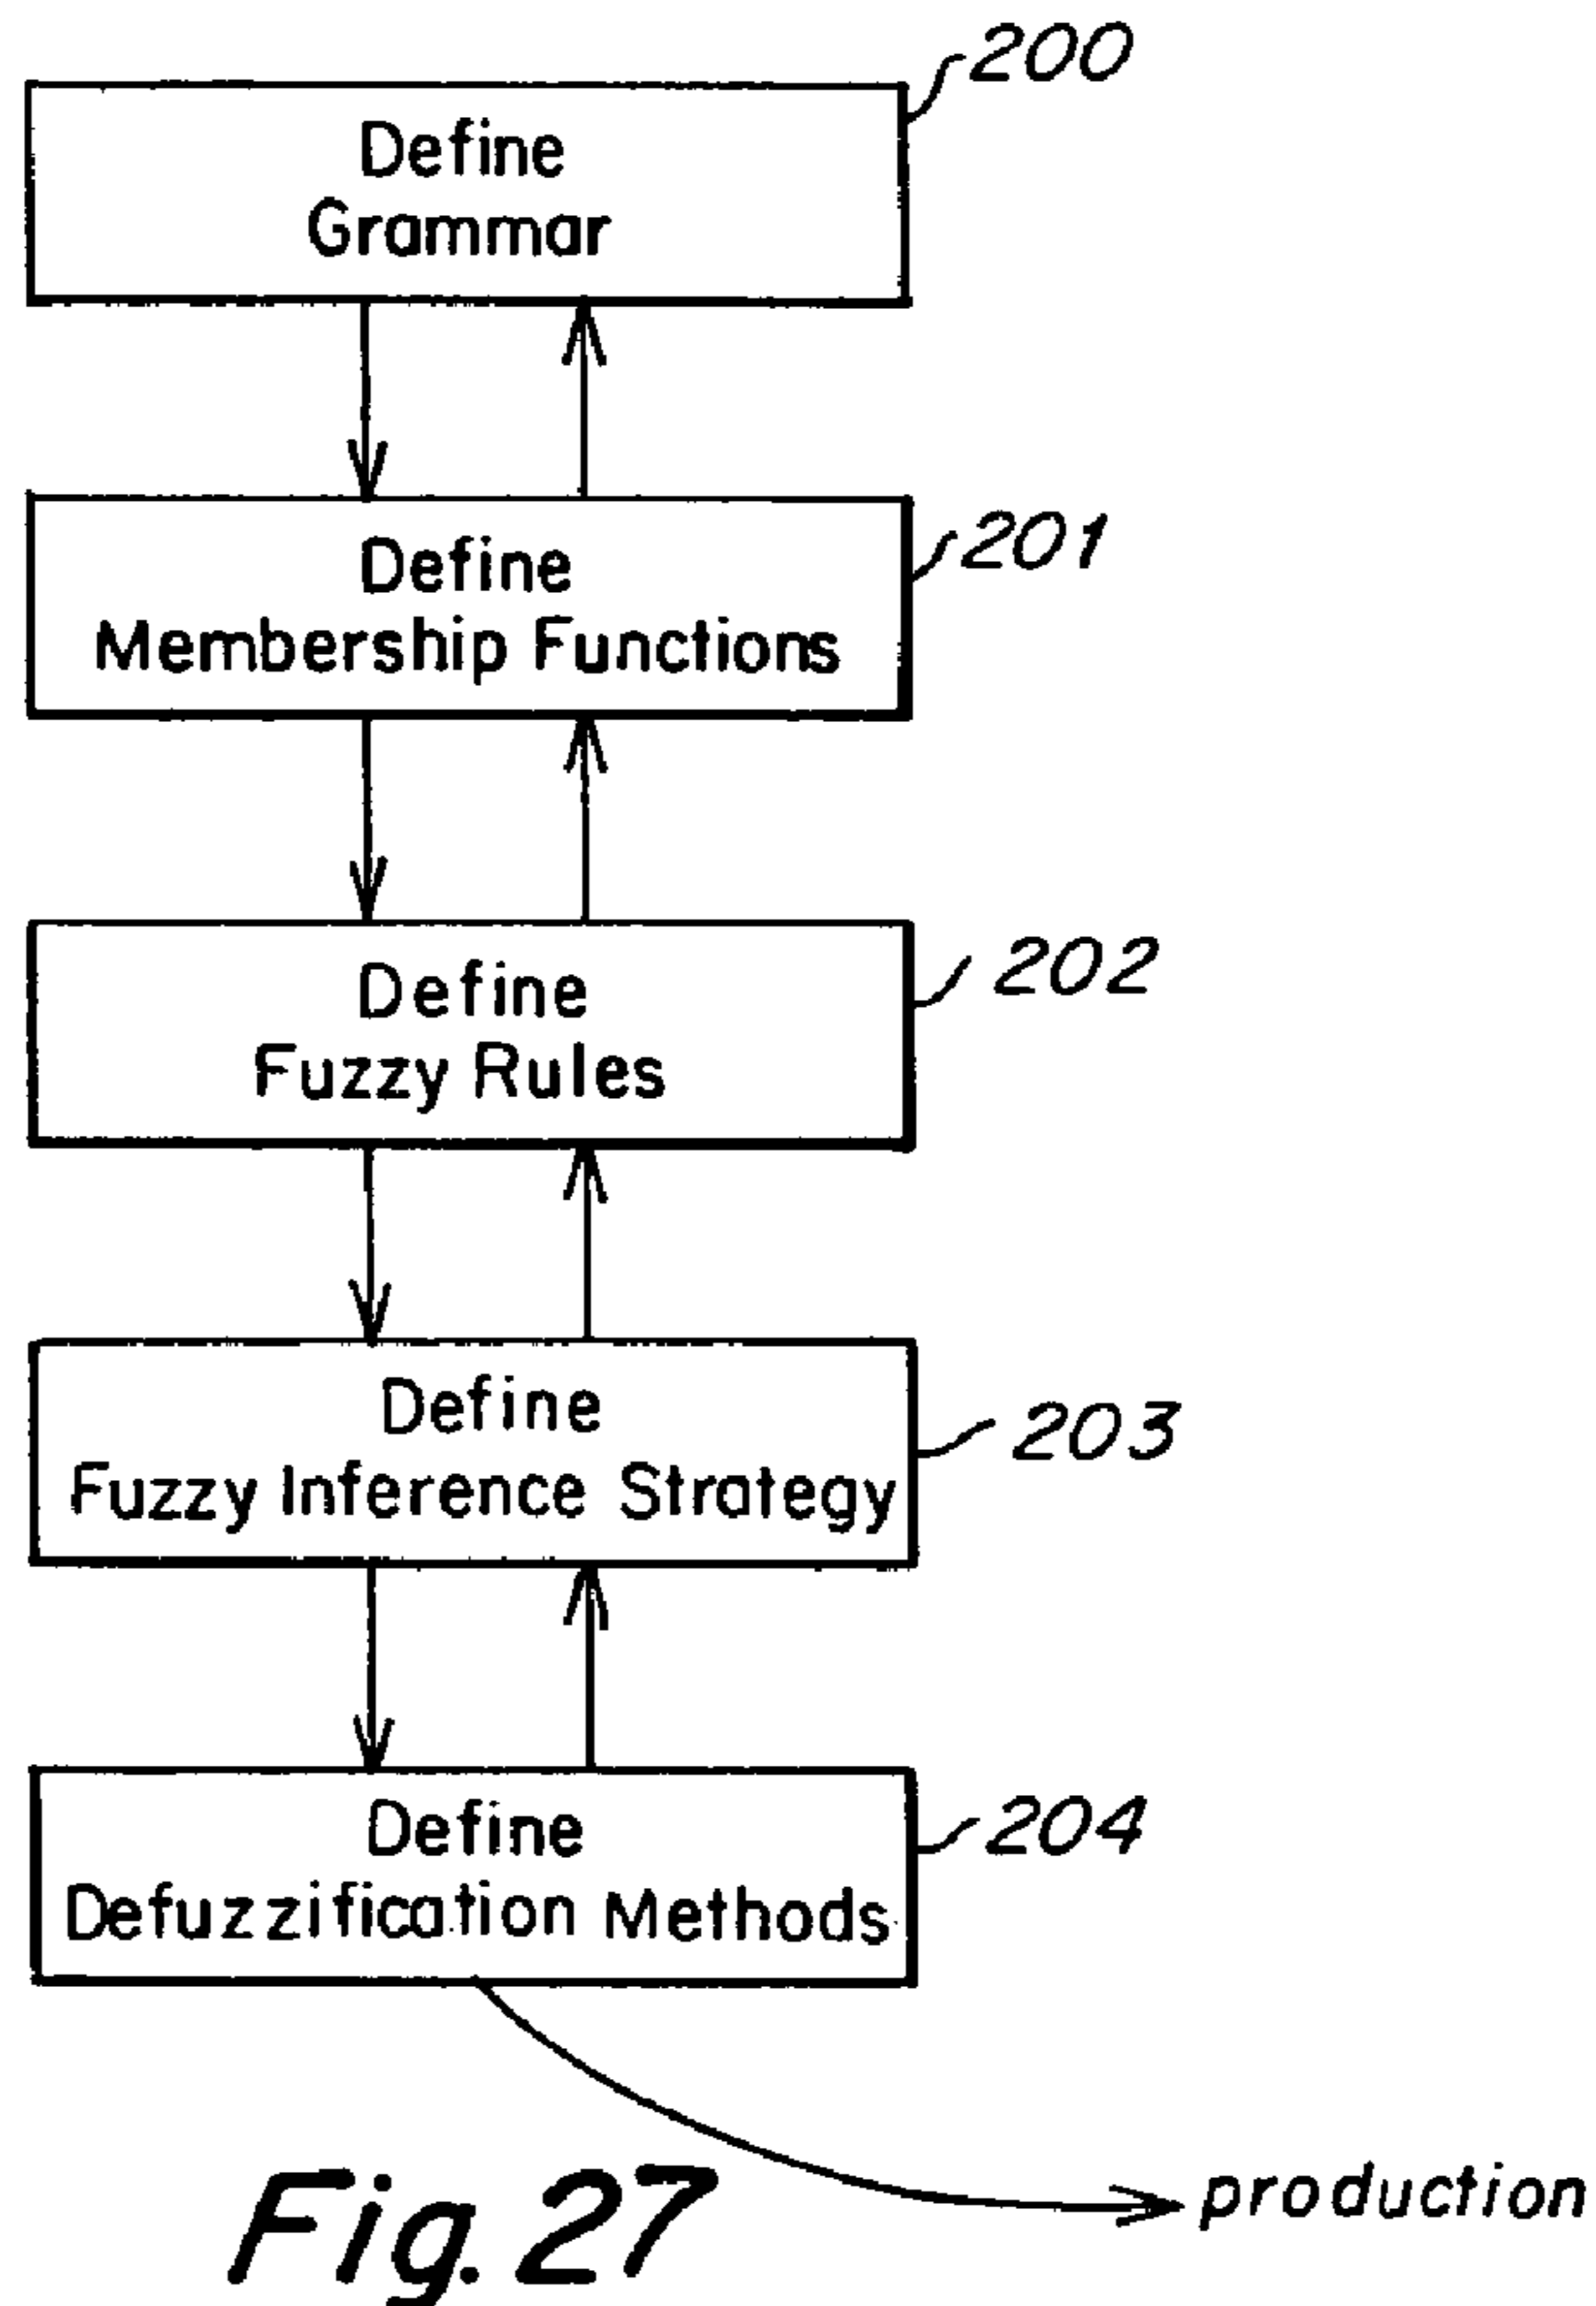 200
Define
Grammar
201
Define
Membership Functions
202
Define
Fuzzy Rules
203
Define
Fuzzy Inference Strategy
204
Define
Defuzzification Methods
production
Fig. 27